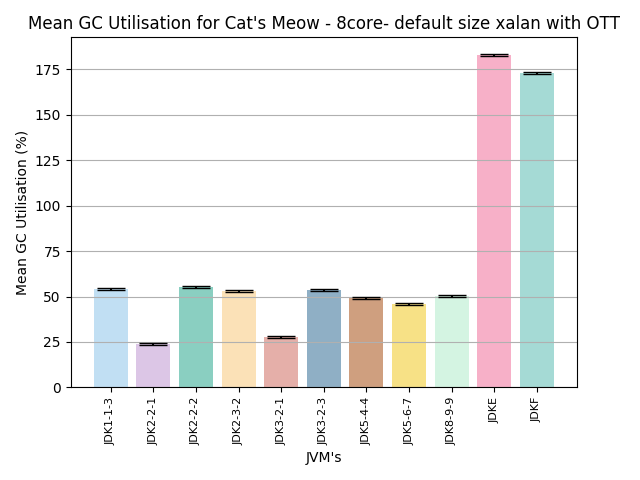 Mean GC Utilisation for Cat's Meow - 8core- default size xalan with OTT
Mean GC Utilisation (%)
175
150
125
100
75
50
25
0
JDK1-1-3
JDK2-2-1
JDK2-2-2
JDK2-3-2
JDK3-2-1
JDK3-2-3
JDK5-4-4
JDK5-6-7
JDK8-9-9
JDKE
JDKF
JVM's